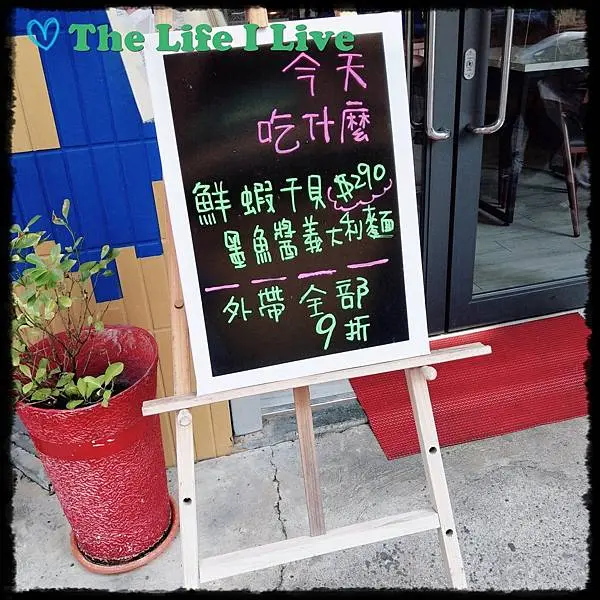 ♡ The Life I Live
今天
吃什麼
鮮蝦干貝 $290
墨魚醬義大利麵
外帶 全部
9折